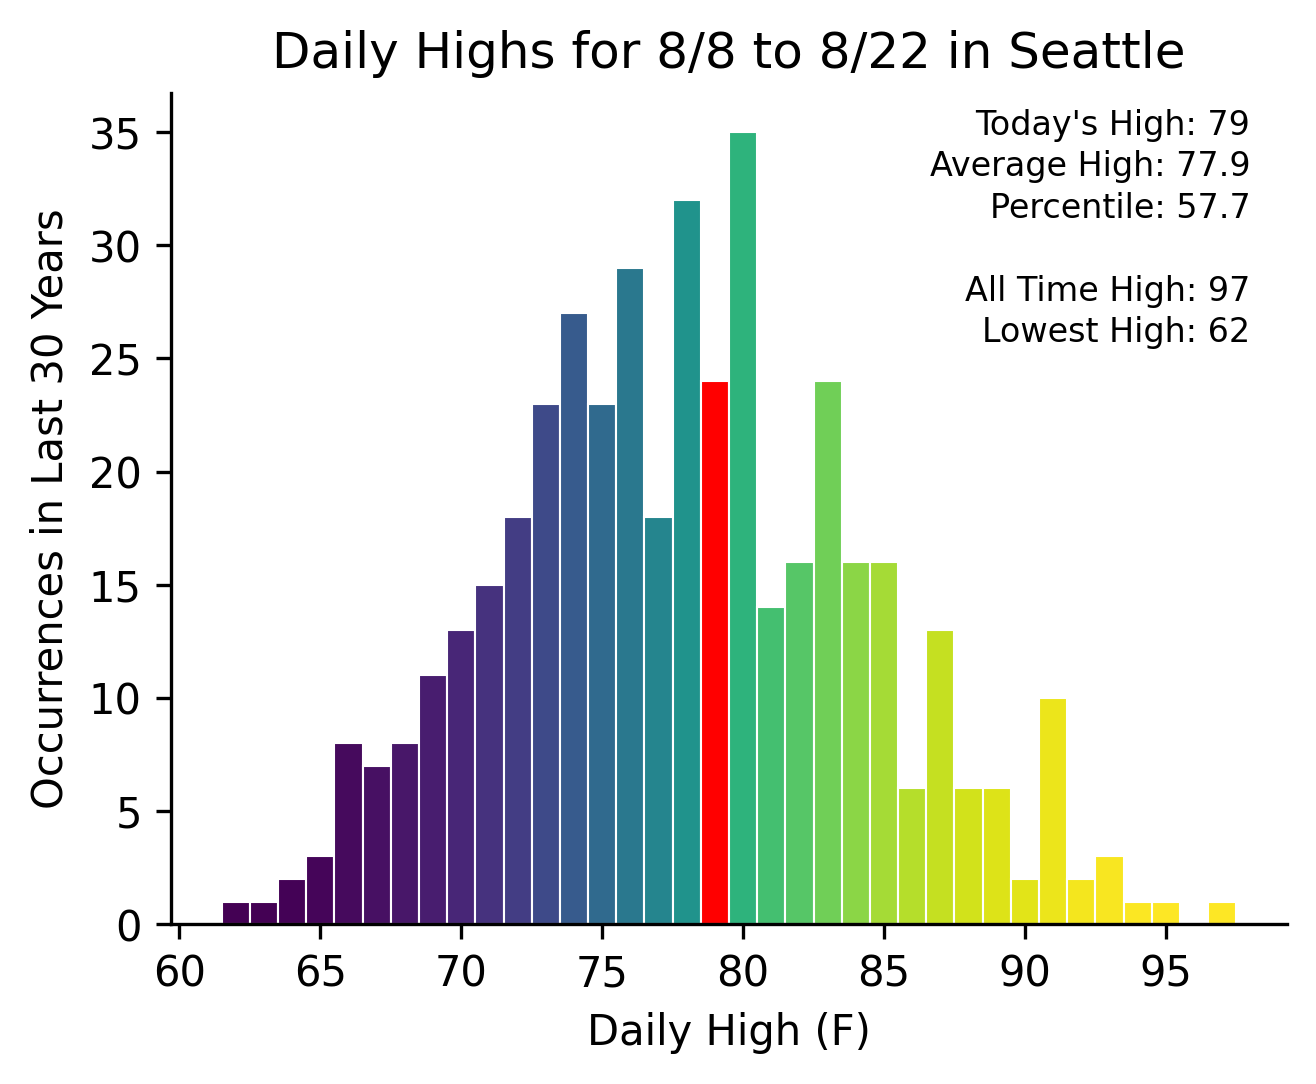 Daily Highs for 8/8 to 8/22 in Seattle
Today's High: 79
Average High: 77.9
Percentile: 57.7
All Time High: 97
Lowest High: 62
Occurrences in Last 30 Years
35
30
25
20
15
10
5
0
60 65 70 75 80 85 90 95
Daily High (F)